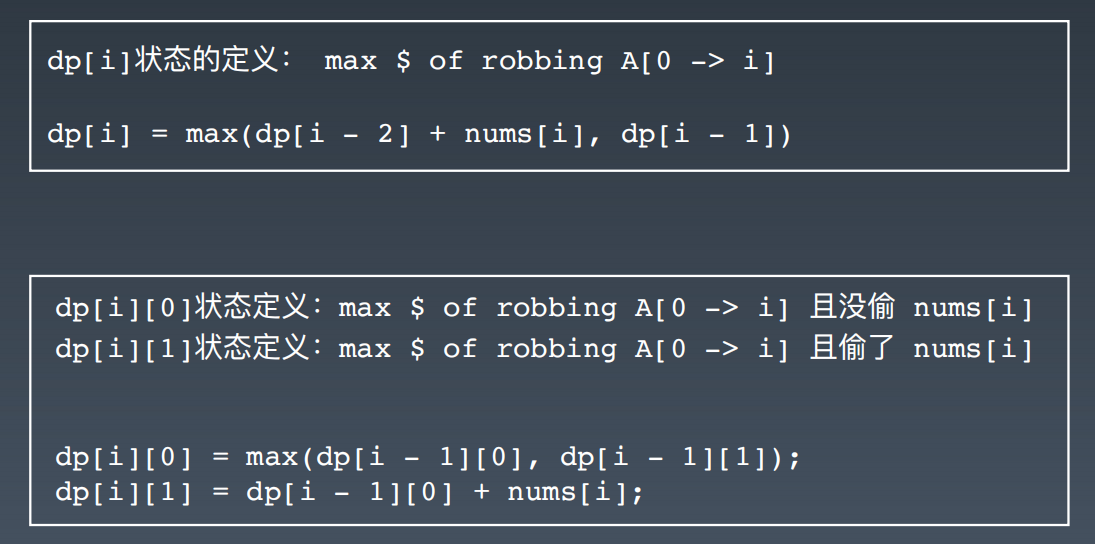 dp[i]状态的定义： max $ of robbing A[0 -> i]
dp[i] = max(dp[i - 2] + nums[i], dp[i - 1])
dp[i][0]状态定义：max $ of robbing A[0 -> i] 且没偷 nums[i]
dp[i][1]状态定义：max $ of robbing A[0 -> i] 且偷了 nums[i]
dp[i][0] = max(dp[i - 1][0], dp[i - 1][1]);
dp[i][1] = dp[i - 1][0] + nums[i];